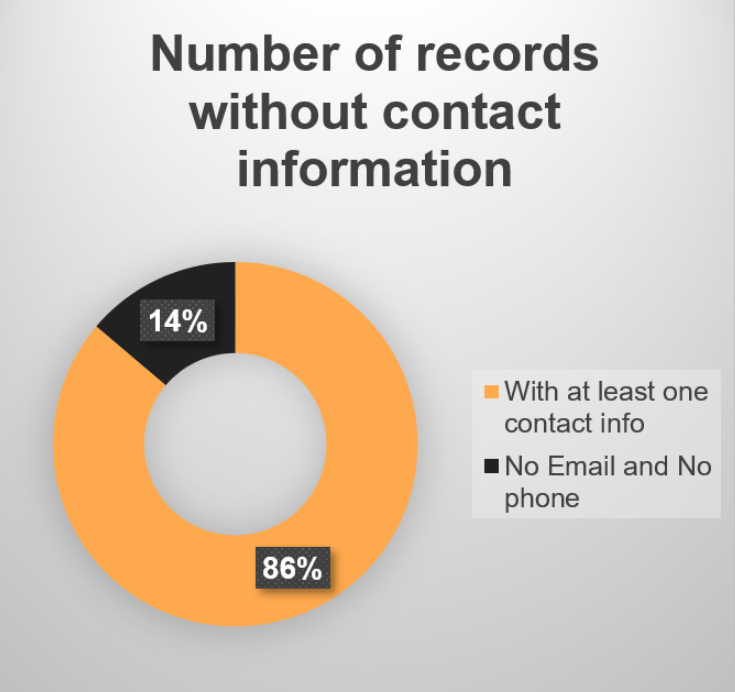 Number of records
without contact
information
14%
With at least one
contact info
No Email and No
phone
86%